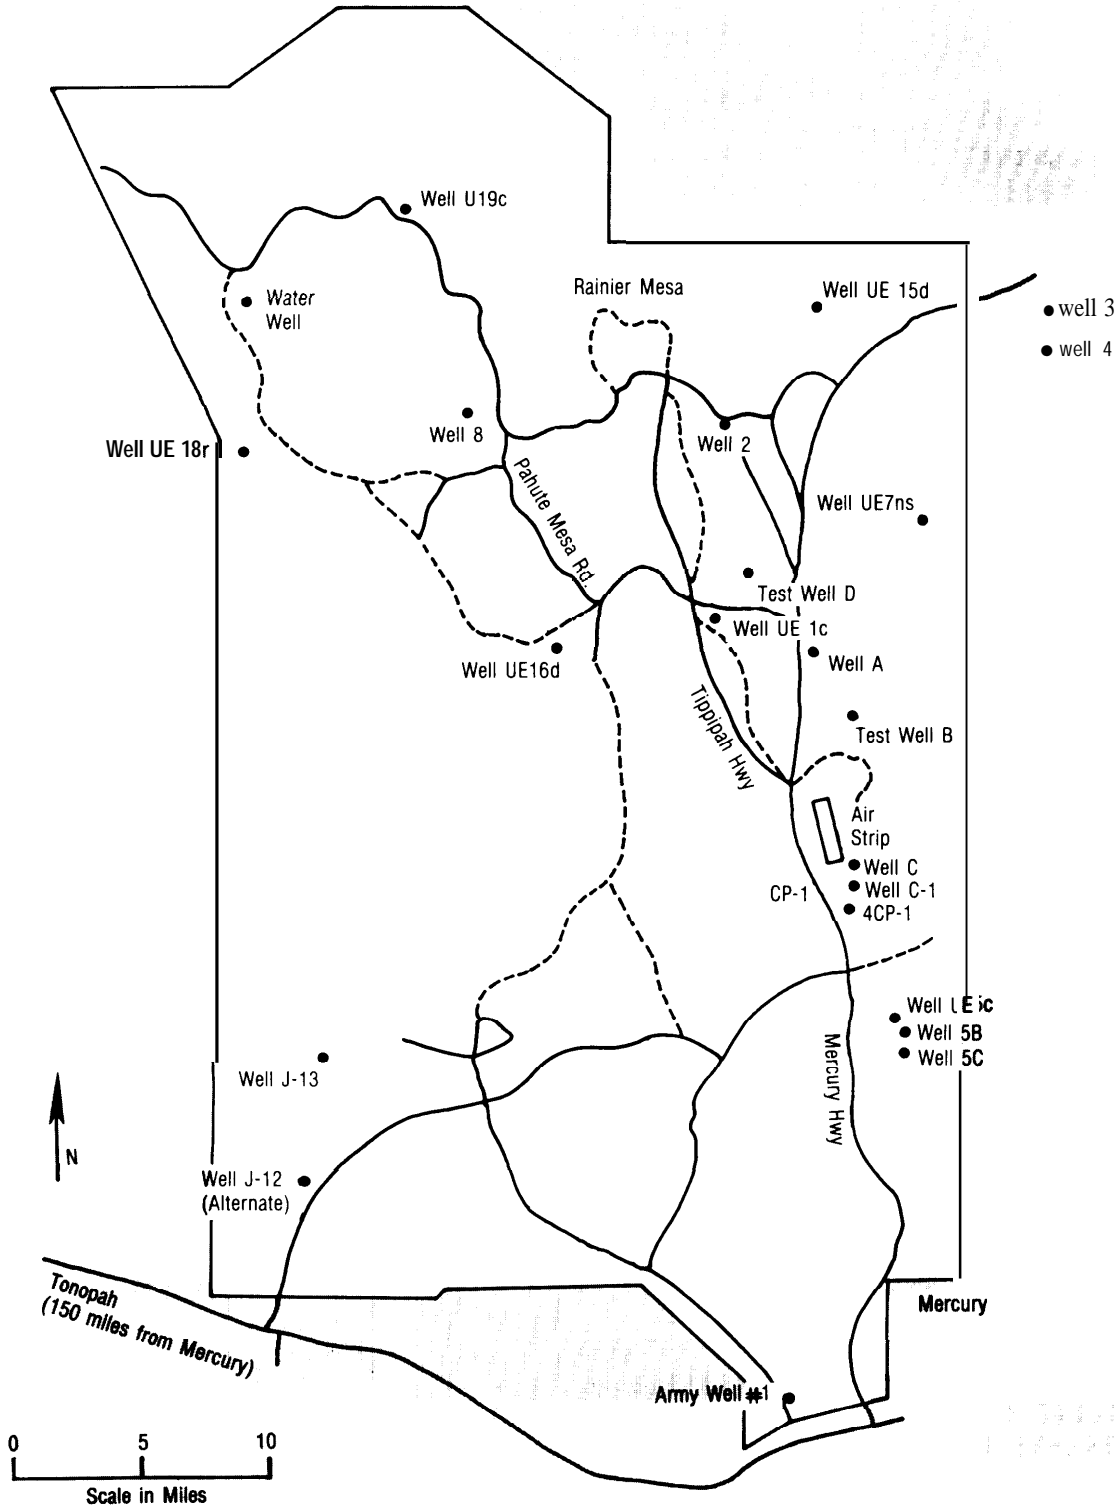 Well U19c
Rainier Mesa
Well UE 15d
Water
Well
well 3
well 4
Well 8
Well 2
Well UE 18r
Pahute Mesa Rd.
Well UE7ns
Test Well D
Well UE 1c
Well A
Well UE16d
Tippipah Hwy
Test Well B
Air
Strip
Well C
CP-1
Well C-1
4CP-1
Well UE5c
Well 5B
Well 5C
Mercury Hwy
Well J-13
N
Well J-12
(Alternate)
Tonopah
(150 miles from Mercury)
Mercury
Army Well #1
0 5 10
Scale in Miles